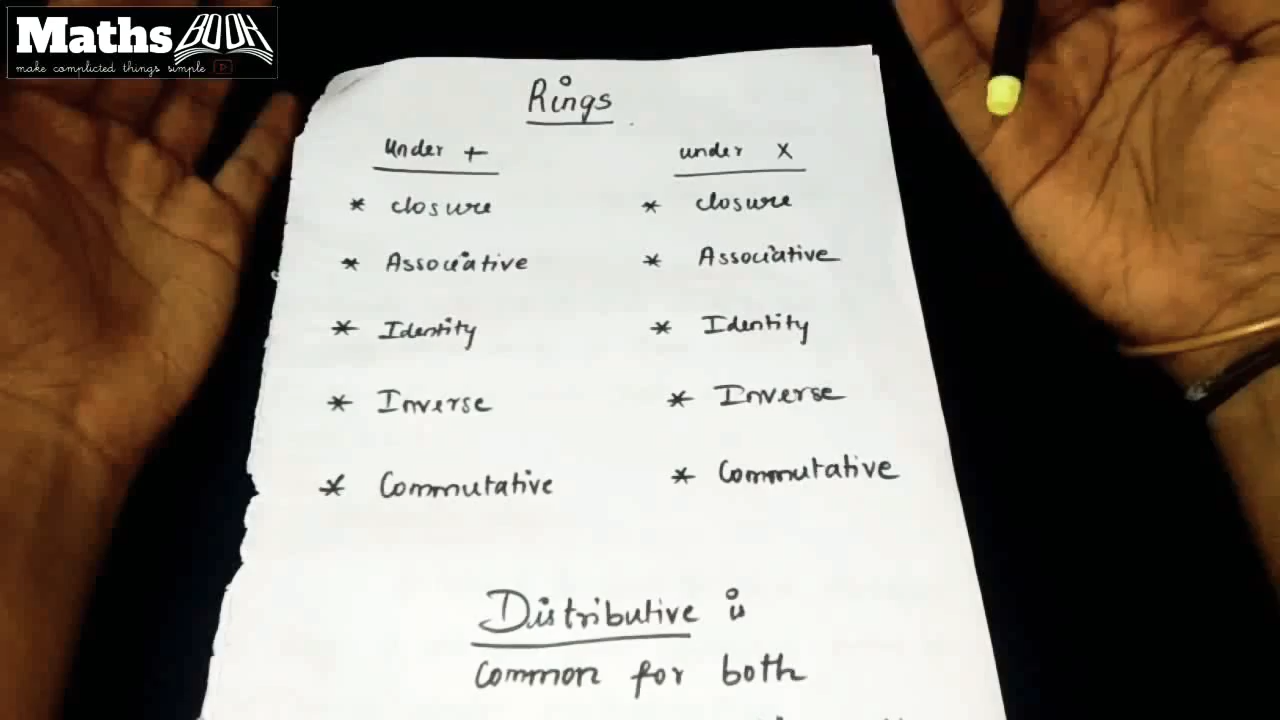 Maths BOOK
make complicted things simple
Rings
under + under X
* closure * closure
* Associative * Associative
* Identity * Identity
* Inverse * Inverse
* Commutative * Commutative
Distributive is
common for both